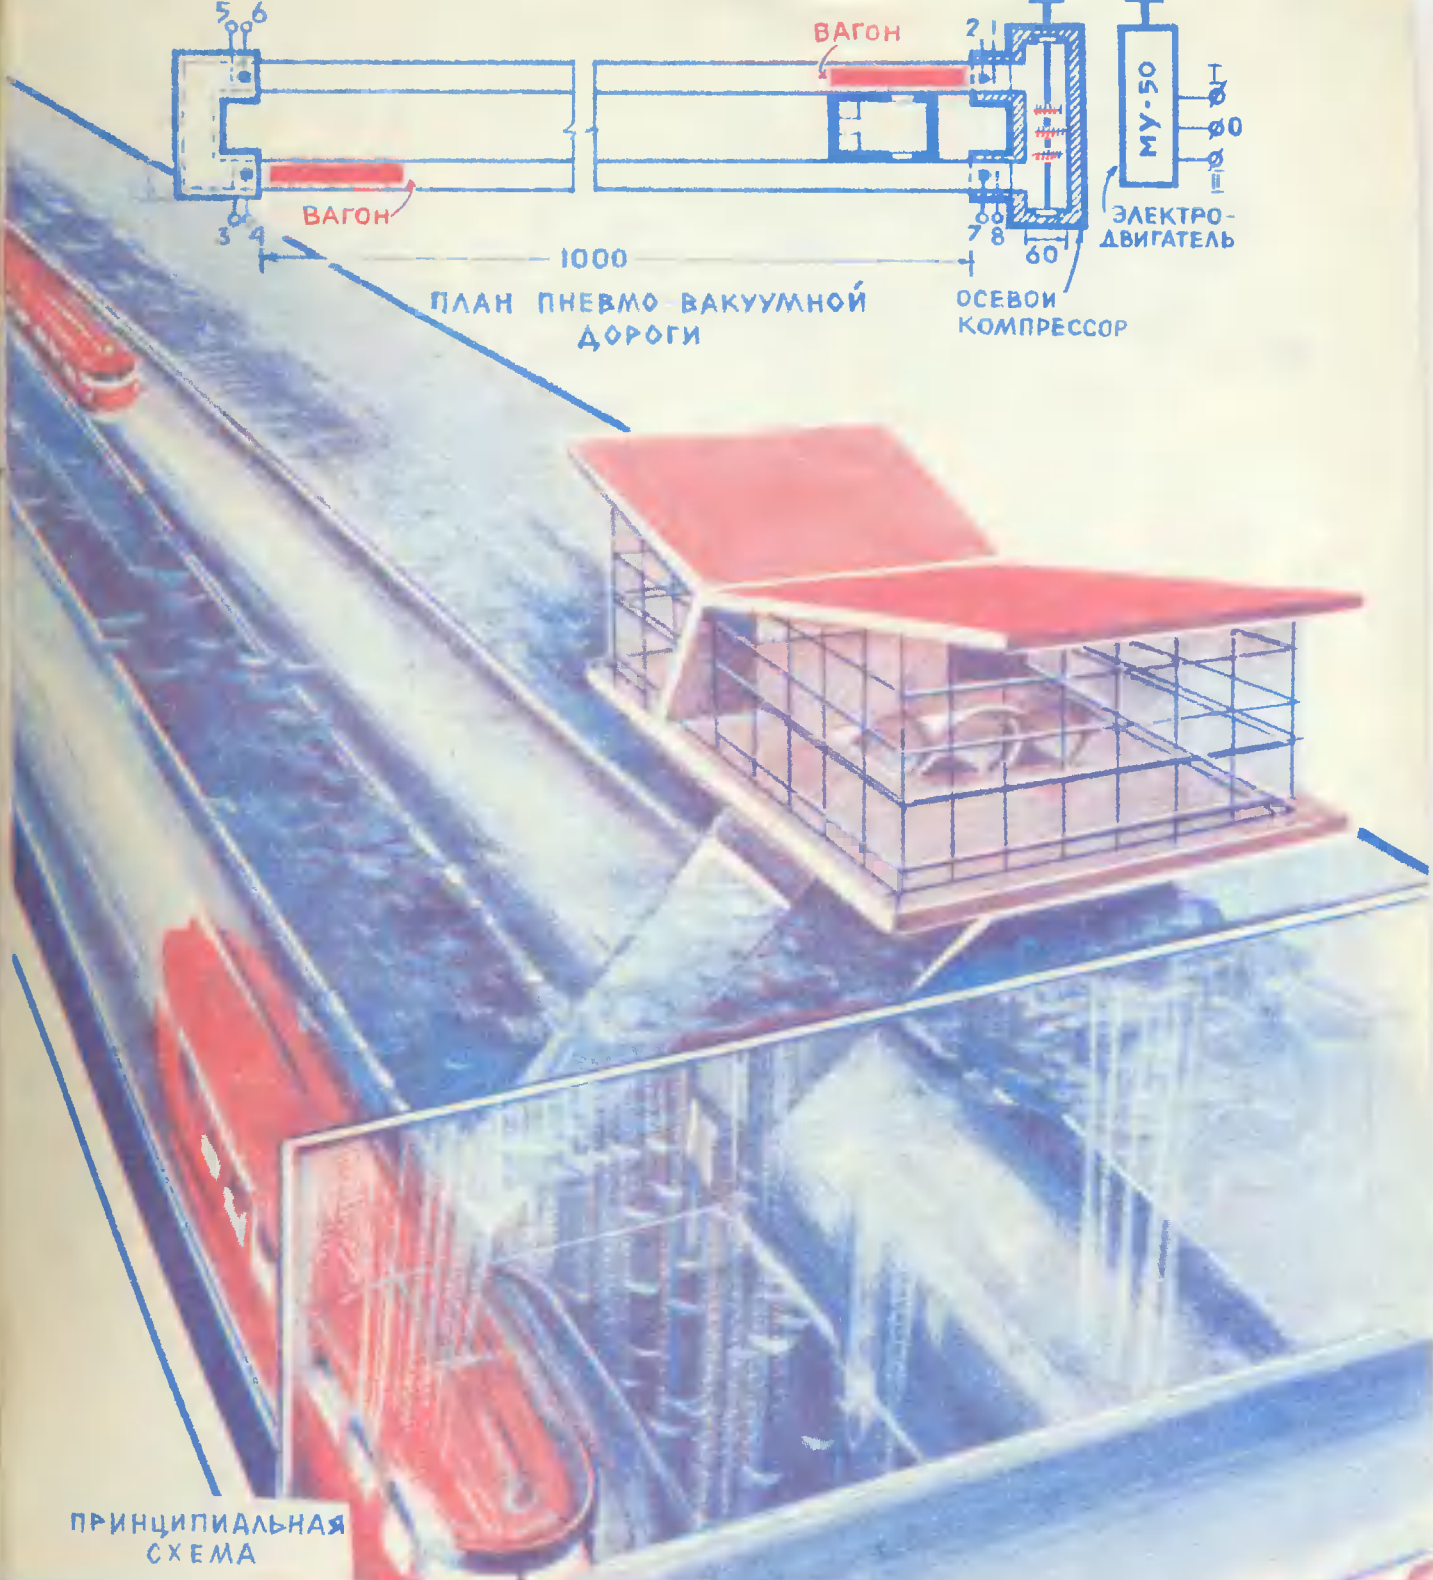 5 6
ВАГОН
2 1
МУ-50
I
0
II
ВАГОН
3 4
7 8
60
ЭЛЕКТРО-
ДВИГАТЕЛЬ
1000
ПЛАН ПНЕВМО ВАКУУМНОЙ
ДОРОГИ
ОСЕВОЙ
КОМПРЕССОР
ПРИНЦИПИАЛЬНАЯ
СХЕМА